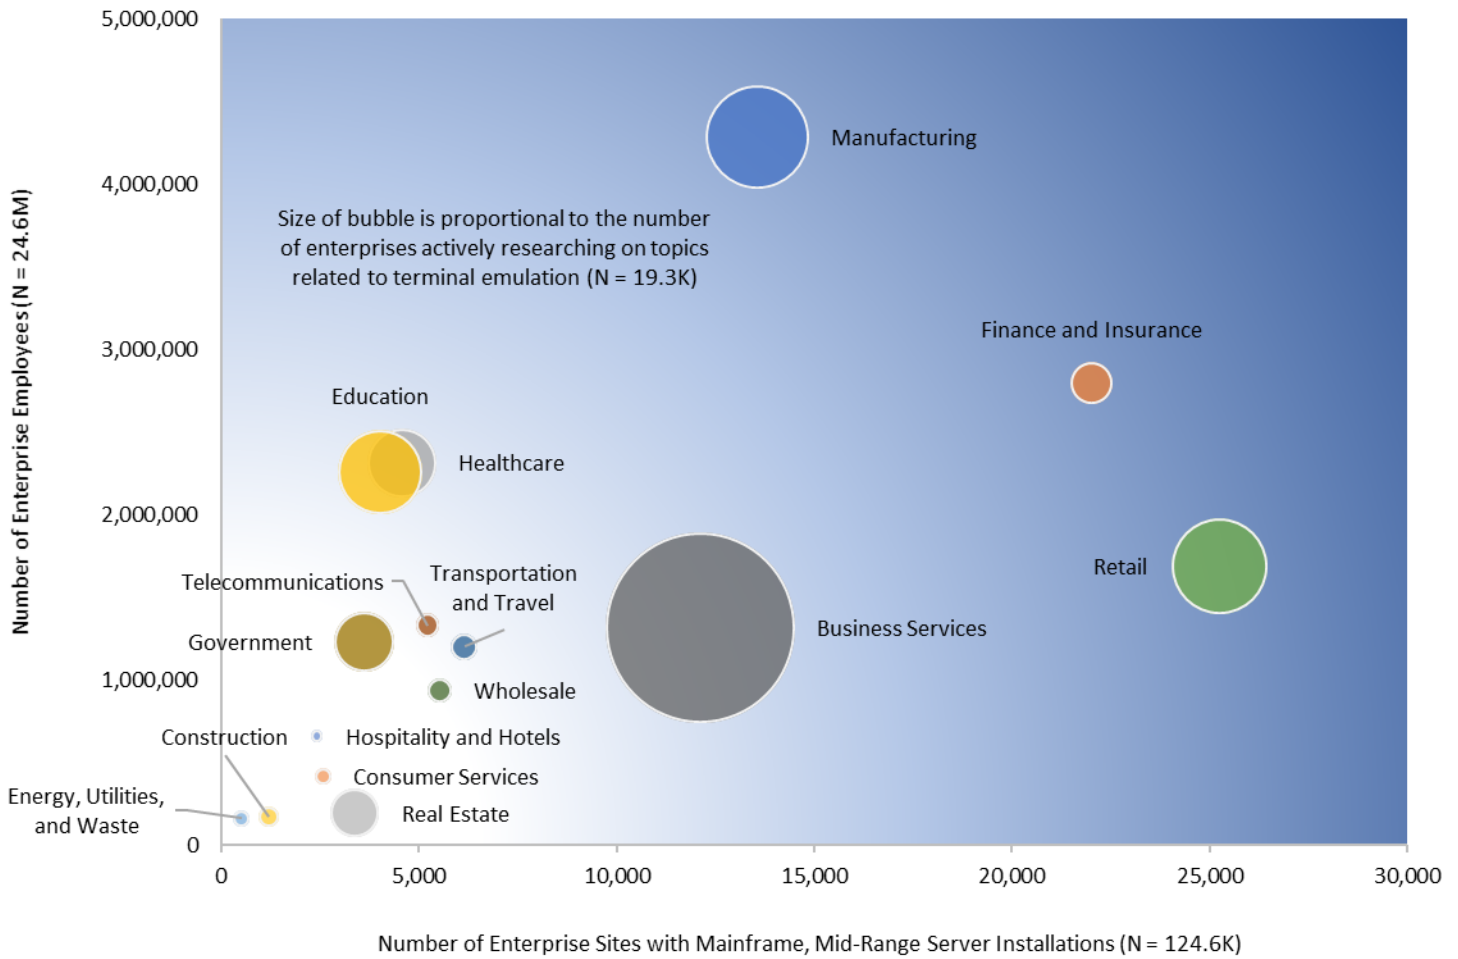 5,000,000
Manufacturing
4,000,000
Size of bubble is proportional to the number
of enterprises actively researching on topics
related to terminal emulation (N = 19.3K)
Number of Enterprise Employees (N = 24.6M)
Finance and Insurance
3,000,000
Education
Healthcare
2,000,000
Telecommunications
Transportation
and Travel
Retail
Government
Business Services
1,000,000
Wholesale
Construction
Hospitality and Hotels
Consumer Services
Energy, Utilities,
and Waste
Real Estate
0
0
5,000
10,000
15,000
20,000
25,000
30,000
Number of Enterprise Sites with Mainframe, Mid-Range Server Installations (N = 124.6K)